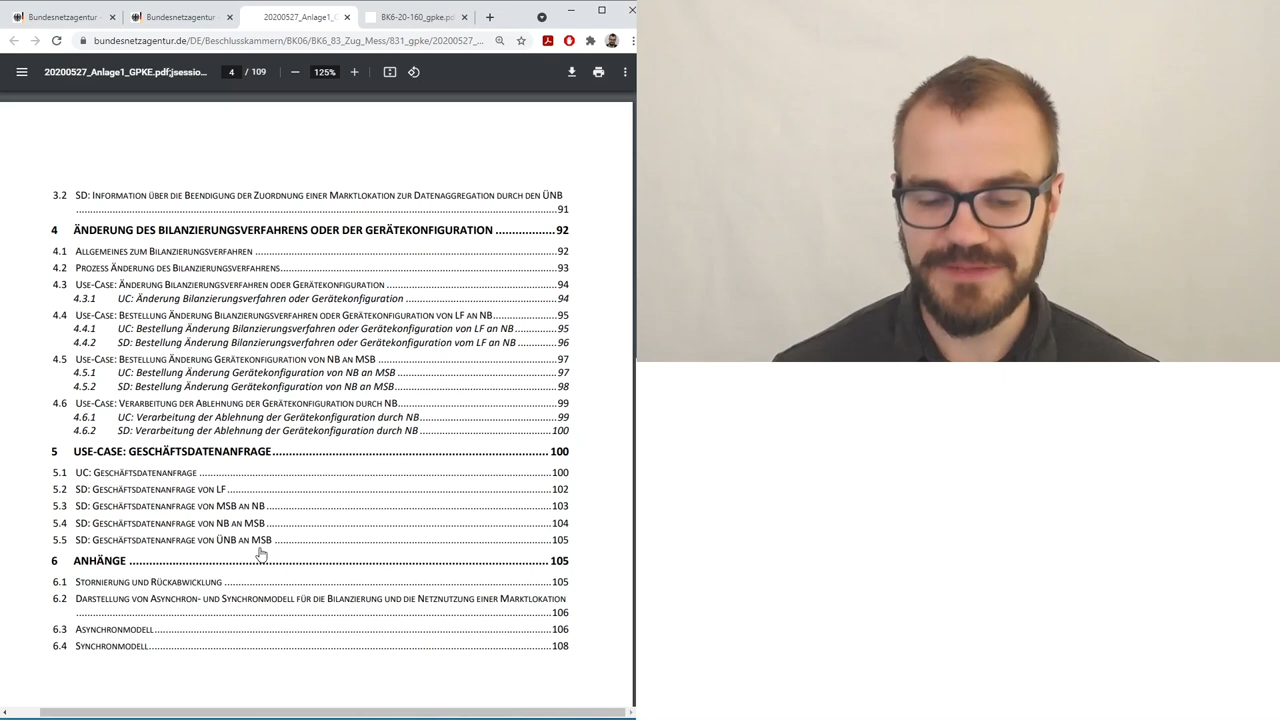 Bundesnetzagentur -
Bundesnetzagentur -
20200527_Anlage1_G
BK6-20-160_gpke.pd
bundesnetzagentur.de/DE/Beschlusskammern/BK06/BK6_83_Zug_Mess/831_gpke/20200527_...
20200527_Anlage1_GPKE.pdf;jsessio...
4 / 109
125%
3.2 SD: Information über die Beendigung der Zuordnung einer Marktlokation zur Datenaggregation durch den ÜNB
91
4 ÄNDERUNG DES BILANZIERUNGSVERFAHRENS ODER DER GERÄTEKONFIGURATION 92
4.1 Allgemeines zum Bilanzierungsverfahren 92
4.2 Prozess Änderung des Bilanzierungsverfahrens 93
4.3 Use-Case: Änderung Bilanzierungsverfahren oder Gerätekonfiguration 94
4.3.1 UC: Änderung Bilanzierungsverfahren oder Gerätekonfiguration 94
4.4 Use-Case: Bestellung Änderung Bilanzierungsverfahren oder Gerätekonfiguration von LF an NB 95
4.4.1 UC: Bestellung Änderung Bilanzierungsverfahren oder Gerätekonfiguration von LF an NB 95
4.4.2 SD: Bestellung Änderung Bilanzierungsverfahren oder Gerätekonfiguration vom LF an NB 96
4.5 Use-Case: Bestellung Änderung Gerätekonfiguration von NB an MSB 97
4.5.1 UC: Bestellung Änderung Gerätekonfiguration von NB an MSB 97
4.5.2 SD: Bestellung Änderung Gerätekonfiguration von NB an MSB 98
4.6 Use-Case: Verarbeitung der Ablehnung der Gerätekonfiguration durch NB 99
4.6.1 UC: Verarbeitung der Ablehnung der Gerätekonfiguration durch NB 99
4.6.2 SD: Verarbeitung der Ablehnung der Gerätekonfiguration durch NB 100
5 USE-CASE: GESCHÄFTSDATENANFRAGE 100
5.1 UC: Geschäftsdatenanfrage 100
5.2 SD: Geschäftsdatenanfrage von LF 102
5.3 SD: Geschäftsdatenanfrage von MSB an NB 103
5.4 SD: Geschäftsdatenanfrage von NB an MSB 104
5.5 SD: Geschäftsdatenanfrage von ÜNB an MSB 105
6 ANHÄNGE 105
6.1 Stornierung und Rückabwicklung 105
6.2 Darstellung von Asynchron- und Synchronmodell für die Bilanzierung und die Netznutzung einer Marktlokation
106
6.3 Asynchronmodell 106
6.4 Synchronmodell 108